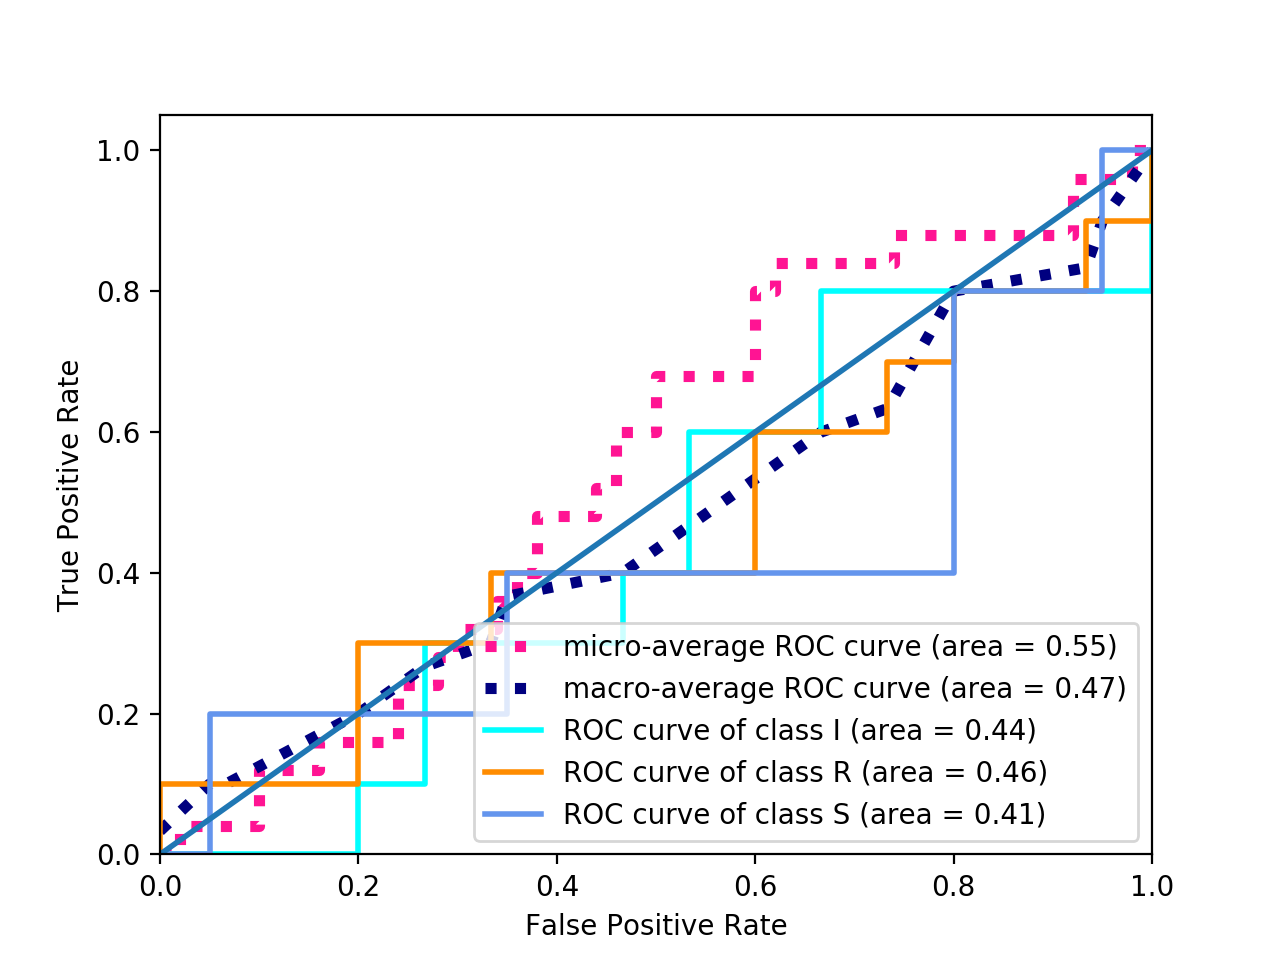 1.0
0.8
0.6
0.4
0.2
0.0
True Positive Rate
micro-average ROC curve (area = 0.55)
macro-average ROC curve (area = 0.47)
ROC curve of class I (area = 0.44)
ROC curve of class R (area = 0.46)
ROC curve of class S (area = 0.41)
0.0 0.2 0.4 0.6 0.8 1.0
False Positive Rate